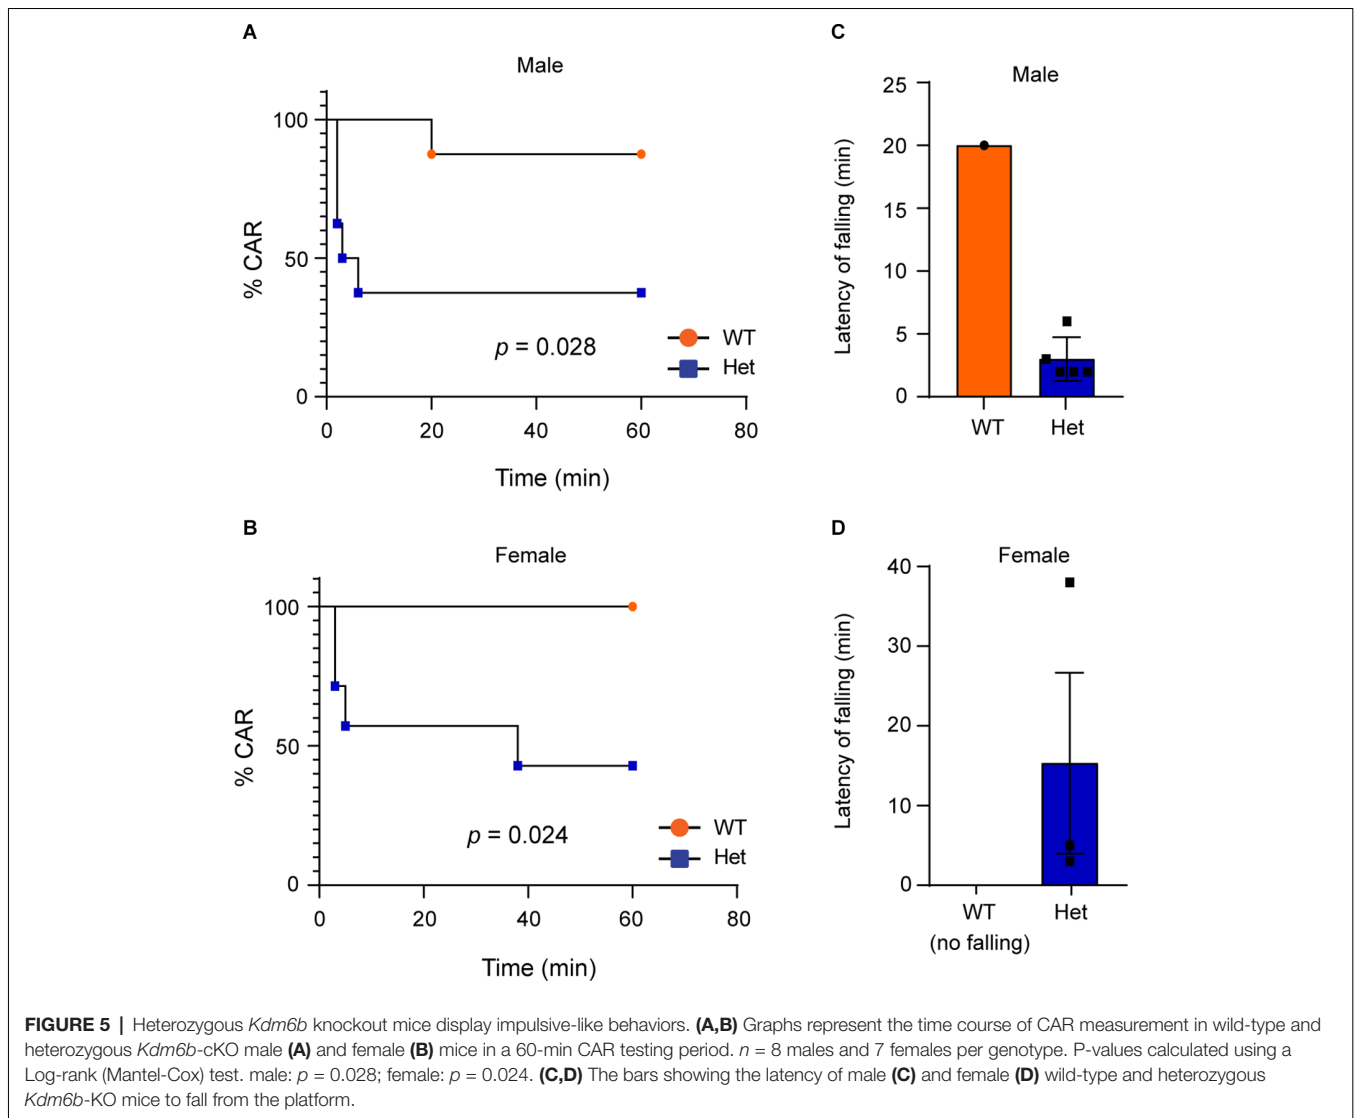 A
Male
100
50
0
% CAR
p = 0.028
WT
Het
0 20 40 60 80
Time (min)
C
Male
25
20
15
10
5
0
Latency of falling (min)
WT Het
B
Female
100
50
0
% CAR
p = 0.024
WT
Het
0 20 40 60 80
Time (min)
D
Female
40
30
20
10
0
Latency of falling (min)
WT Het
(no falling)
FIGURE 5 | Heterozygous Kdm6b knockout mice display impulsive-like behaviors. (A,B) Graphs represent the time course of CAR measurement in wild-type and
heterozygous Kdm6b-cKO male (A) and female (B) mice in a 60-min CAR testing period. n = 8 males and 7 females per genotype. P-values calculated using a
Log-rank (Mantel-Cox) test. male: p = 0.028; female: p = 0.024. (C,D) The bars showing the latency of male (C) and female (D) wild-type and heterozygous
Kdm6b-KO mice to fall from the platform.